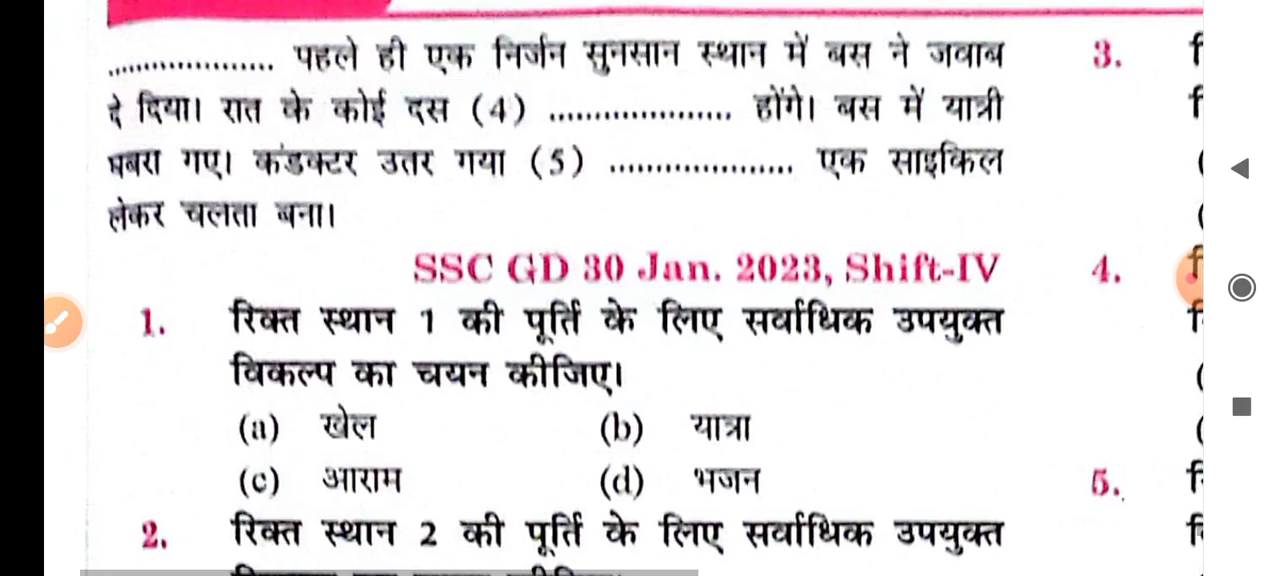 .................... पहले ही एक निर्जन सुनसान स्थान में बस ने जवाब
दे दिया। रात के कोई दस (4) .................... होंगे। बस में यात्री
घबरा गए। कंडक्टर उतर गया (5) .................... एक साइकिल
लेकर चलता बना।
SSC GD 30 Jan. 2023, Shift-IV
1. रिक्त स्थान 1 की पूर्ति के लिए सर्वाधिक उपयुक्त
विकल्प का चयन कीजिए।
(a) खेल (b) यात्रा
(c) आराम (d) भजन
2. रिक्त स्थान 2 की पूर्ति के लिए सर्वाधिक उपयुक्त
3.
4.
5.